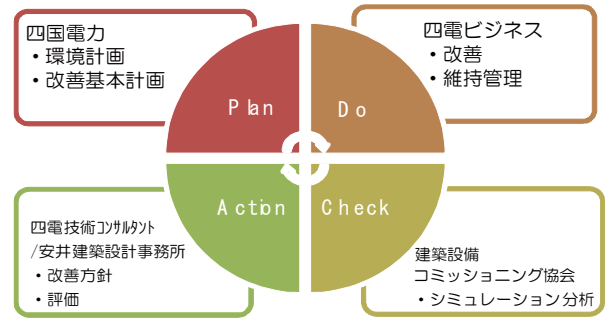 四国電力
・環境計画
・改善基本計画
四電ビジネス
・改善
・維持管理
Plan
Do
Action
Check
四電技術ｺﾝｻﾙﾀﾝﾄ
/安井建築設計事務所
・改善方針
・評価
建築設備
コミッショニング協会
・シミュレーション分析